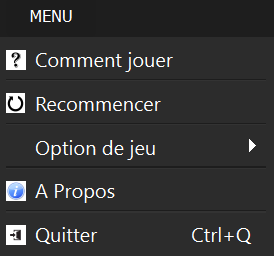 MENU
Comment jouer
Recommencer
Option de jeu
A Propos
Quitter Ctrl+Q